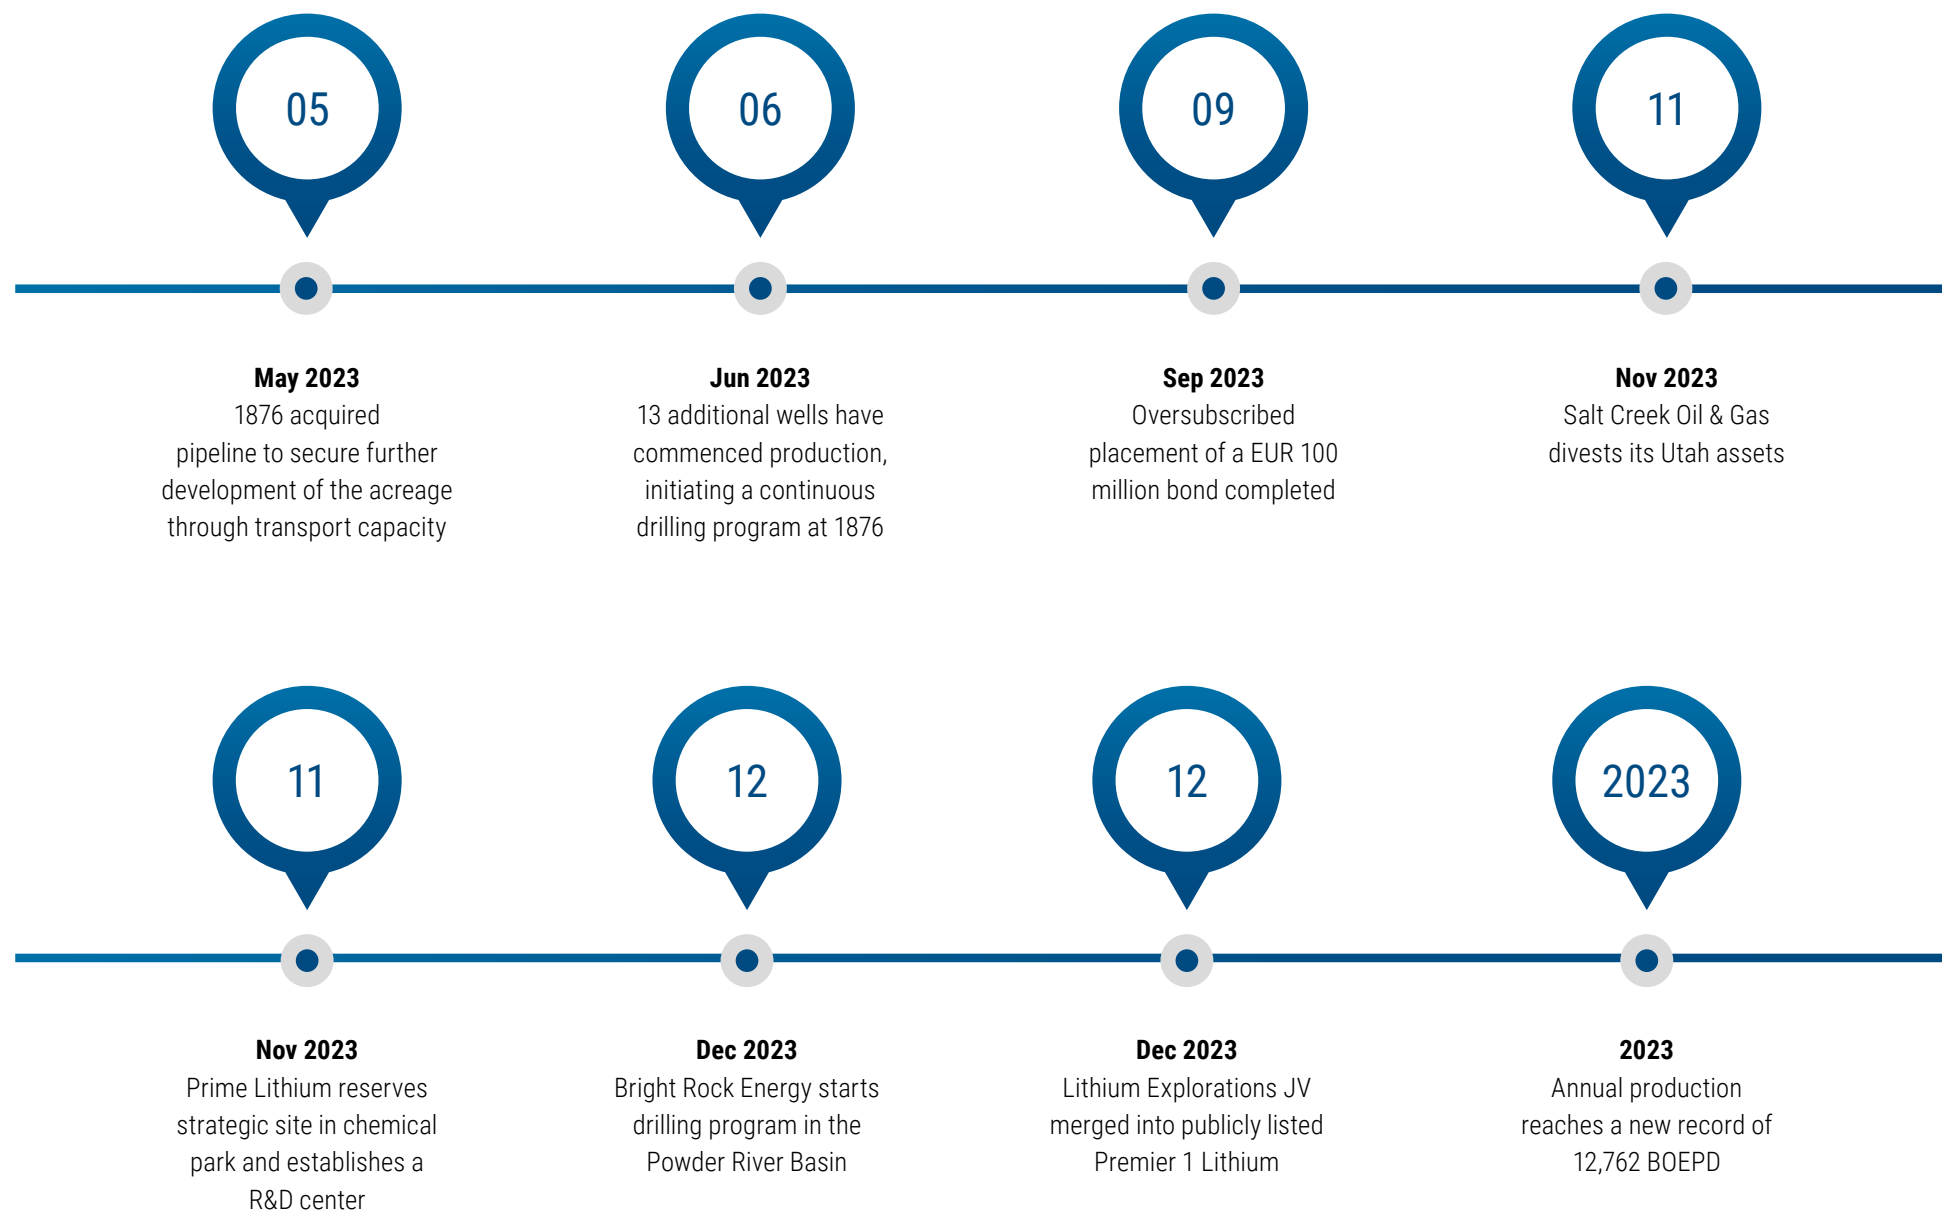 05
06
09
11
May 2023
1876 acquired
pipeline to secure further
development of the acreage
through transport capacity
Jun 2023
13 additional wells have
commenced production,
initiating a continuous
drilling program at 1876
Sep 2023
Oversubscribed
placement of a EUR 100
million bond completed
Nov 2023
Salt Creek Oil & Gas
divests its Utah assets
11
12
12
2023
Nov 2023
Prime Lithium reserves
strategic site in chemical
park and establishes a
R&D center
Dec 2023
Bright Rock Energy starts
drilling program in the
Powder River Basin
Dec 2023
Lithium Explorations JV
merged into publicly listed
Premier 1 Lithium
2023
Annual production
reaches a new record of
12,762 BOEPD